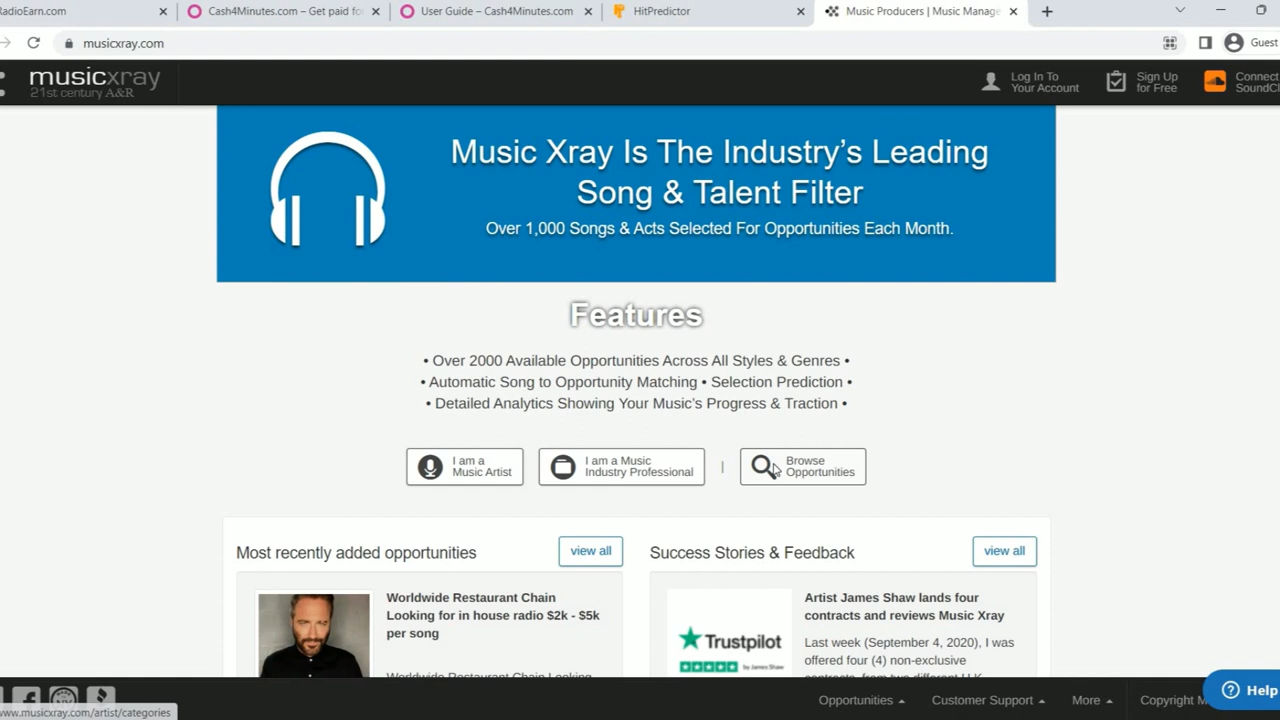 RadioEarn.com
Cash4Minutes.com – Get paid fo
User Guide – Cash4Minutes.com
HitPredictor
Music Producers | Music Manage
musicxray.com
Guest
musicxray
21st century A&R
Log In To
Your Account
Sign Up
for Free
Connect
SoundCl
Music Xray Is The Industry's Leading
Song & Talent Filter
Over 1,000 Songs & Acts Selected For Opportunities Each Month.
Features
• Over 2000 Available Opportunities Across All Styles & Genres •
• Automatic Song to Opportunity Matching • Selection Prediction •
• Detailed Analytics Showing Your Music's Progress & Traction •
I am a
Music Artist
I am a Music
Industry Professional
|
Browse
Opportunities
Most recently added opportunities
view all
Success Stories & Feedback
view all
Worldwide Restaurant Chain
Looking for in house radio $2k - $5k
per song
Worldwide Restaurant Chain Looking
Trustpilot
by James Shaw
Artist James Shaw lands four
contracts and reviews Music Xray
Last week (September 4, 2020), I was
offered four (4) non-exclusive
contracts, from two different U.K.
Opportunities
Customer Support
More
Copyright M
Help
www.musicxray.com/artist/categories